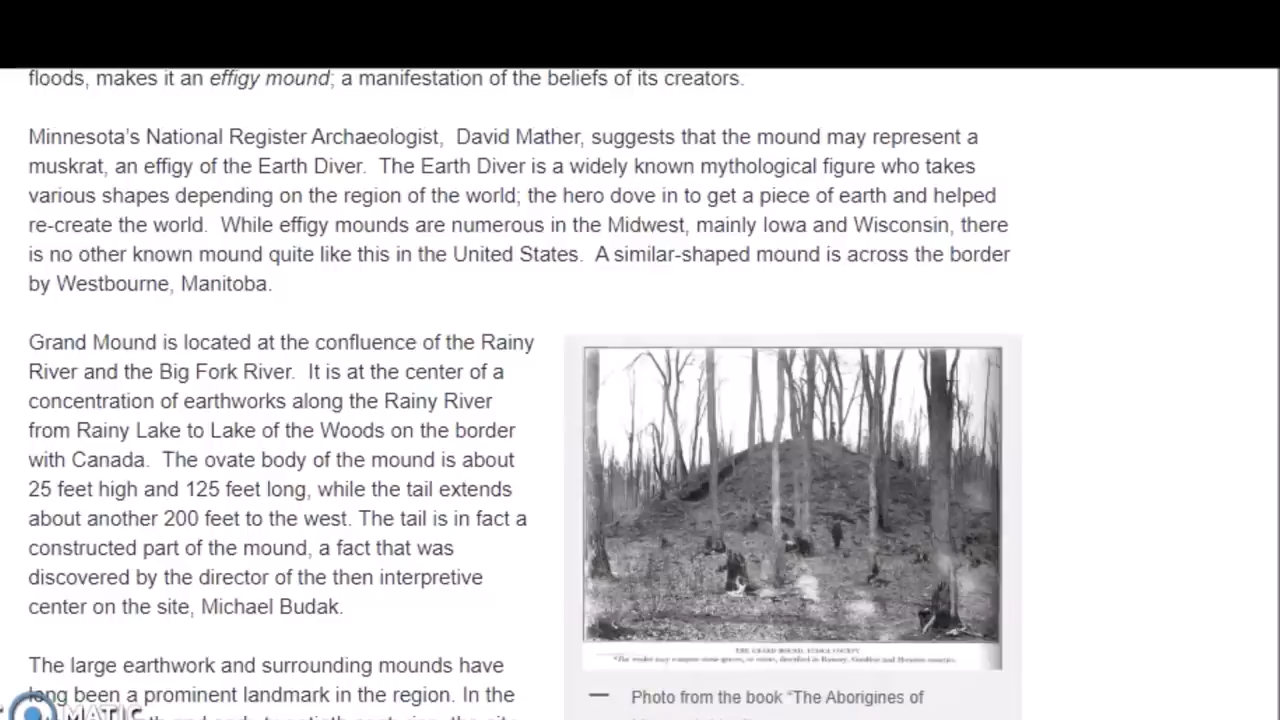 floods, makes it an effigy mound; a manifestation of the beliefs of its creators.
Minnesota's National Register Archaeologist, David Mather, suggests that the mound may represent a
muskrat, an effigy of the Earth Diver. The Earth Diver is a widely known mythological figure who takes
various shapes depending on the region of the world; the hero dove in to get a piece of earth and helped
re-create the world. While effigy mounds are numerous in the Midwest, mainly Iowa and Wisconsin, there
is no other known mound quite like this in the United States. A similar-shaped mound is across the border
by Westbourne, Manitoba.
Grand Mound is located at the confluence of the Rainy
River and the Big Fork River. It is at the center of a
concentration of earthworks along the Rainy River
from Rainy Lake to Lake of the Woods on the border
with Canada. The ovate body of the mound is about
25 feet high and 125 feet long, while the tail extends
about another 200 feet to the west. The tail is in fact a
constructed part of the mound, a fact that was
discovered by the director of the then interpretive
center on the site, Michael Budak.
The large earthwork and surrounding mounds have
long been a prominent landmark in the region. In the
THE GRAND MOUND,
— Photo from the book “The Aborigines of
MATIC